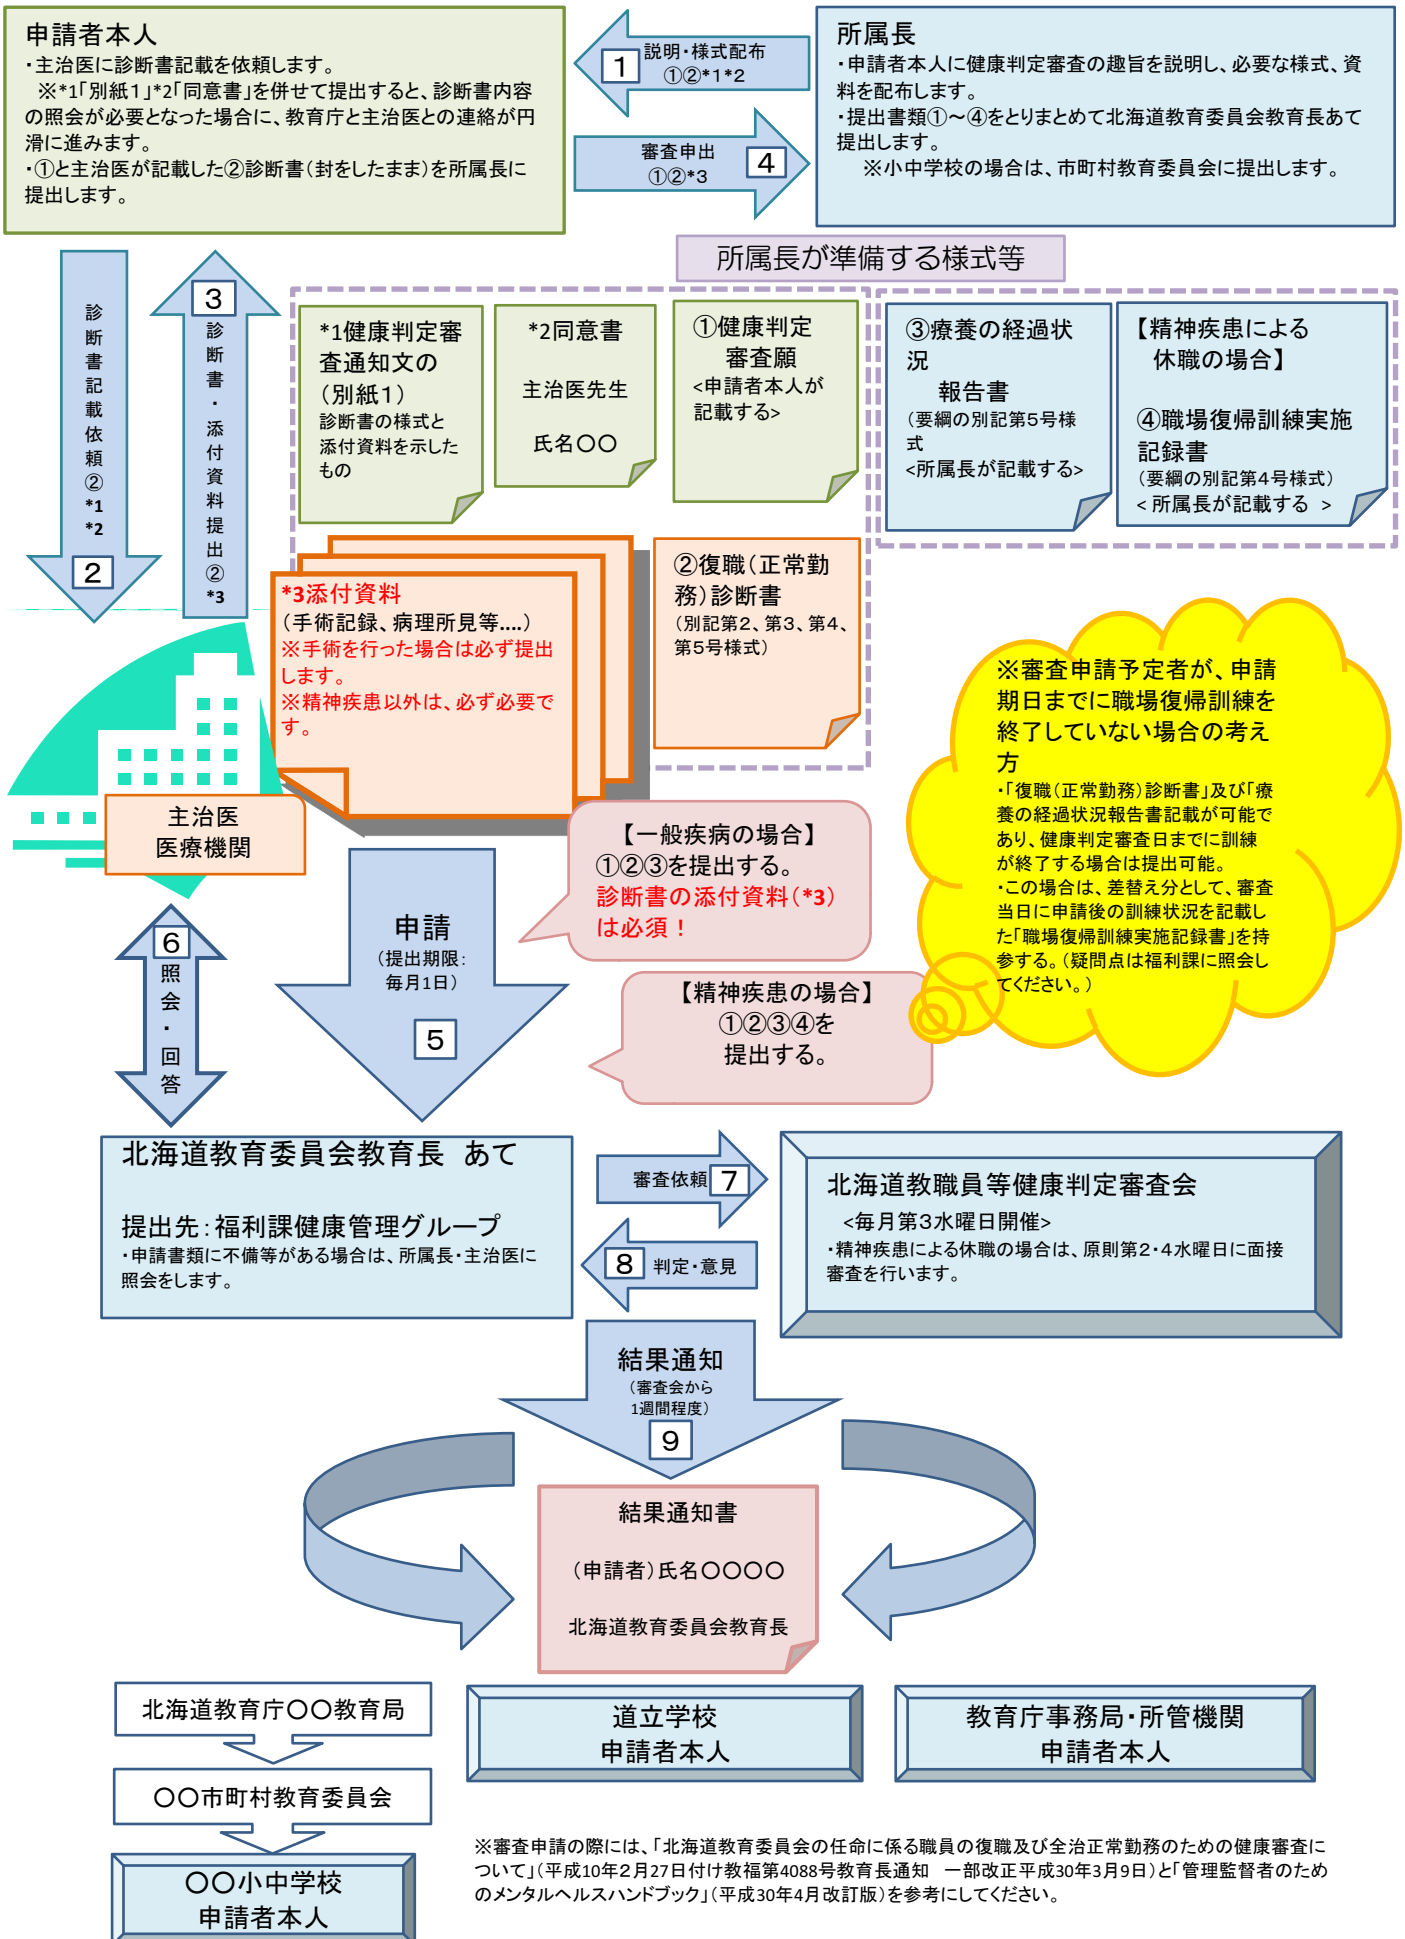 申請者本人
・主治医に診断書記載を依頼します。
※*1「別紙1」*2「同意書」を併せて提出すると、診断書内容
の照会が必要となった場合に、教育庁と主治医との連絡が円
滑に進みます。
・①と主治医が記載した②診断書（封をしたまま）を所属長に
提出します。
1
説明・様式配布
①②*1*2
審査申出
①②*3
4
所属長
・申請者本人に健康判定審査の趣旨を説明し、必要な様式、資
料を配布します。
・提出書類①～④をとりまとめて北海道教育委員会教育長あて
提出します。
※小中学校の場合は、市町村教育委員会に提出します。
所属長が準備する様式等
診断書記載依頼②*1*2
2
3
診断書・添付資料提出②*3
*1健康判定審
査通知文の
（別紙1）
診断書の様式と
添付資料を示した
もの
*2同意書
主治医先生
氏名〇〇
①健康判定
審査願
<申請者本人が
記載する>
③療養の経過状
況
報告書
（要綱の別記第5号様
式
<所属長が記載する>
【精神疾患による
休職の場合】
④職場復帰訓練実施
記録書
（要綱の別記第4号様式）
< 所属長が記載する >
*3添付資料
（手術記録、病理所見等....）
※手術を行った場合は必ず提出
します。
※精神疾患以外は、必ず必要で
す。
②復職（正常勤
務）診断書
（別記第2、第3、第4、
第5号様式）
※審査申請予定者が、申請
期日までに職場復帰訓練を
終了していない場合の考え
方
・「復職（正常勤務）診断書」及び「療
養の経過状況報告書記載が可能で
あり、健康判定審査日までに訓練
が終了する場合は提出可能。
・この場合は、差替え分として、審査
当日に申請後の訓練状況を記載し
た「職場復帰訓練実施記録書」を持
参する。（疑問点は福利課に照会し
てください。）
主治医
医療機関
【一般疾病の場合】
①②③を提出する。
診断書の添付資料（*3）
は必須！
申請
（提出期限：
毎月1日）
5
【精神疾患の場合】
①②③④を
提出する。
6
照会・回答
北海道教育委員会教育長　あて
提出先：福利課健康管理グループ
・申請書類に不備等がある場合は、所属長・主治医に
照会をします。
審査依頼
7
8
判定・意見
北海道教職員等健康判定審査会
<毎月第3水曜日開催>
・精神疾患による休職の場合は、原則第2・4水曜日に面接
審査を行います。
結果通知
（審査会から
1週間程度）
9
結果通知書
（申請者）氏名〇〇〇〇
北海道教育委員会教育長
北海道教育庁〇〇教育局
〇〇市町村教育委員会
〇〇小中学校
申請者本人
道立学校
申請者本人
教育庁事務局・所管機関
申請者本人
※審査申請の際には、「北海道教育委員会の任命に係る職員の復職及び全治正常勤務のための健康審査に
ついて」（平成10年2月27日付け教福第4088号教育長通知　一部改正平成30年3月9日）と「管理監督者のため
のメンタルヘルスハンドブック」（平成30年4月改訂版）を参考にしてください。